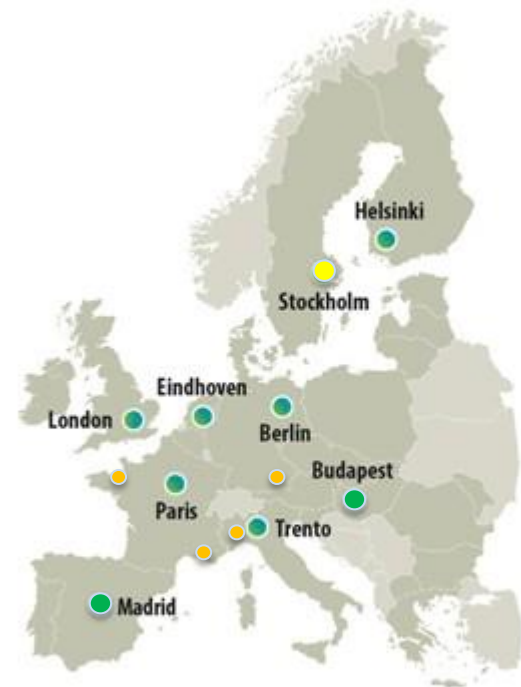 Helsinki
Stockholm
Eindhoven
London
Berlin
Budapest
Paris
Trento
Madrid